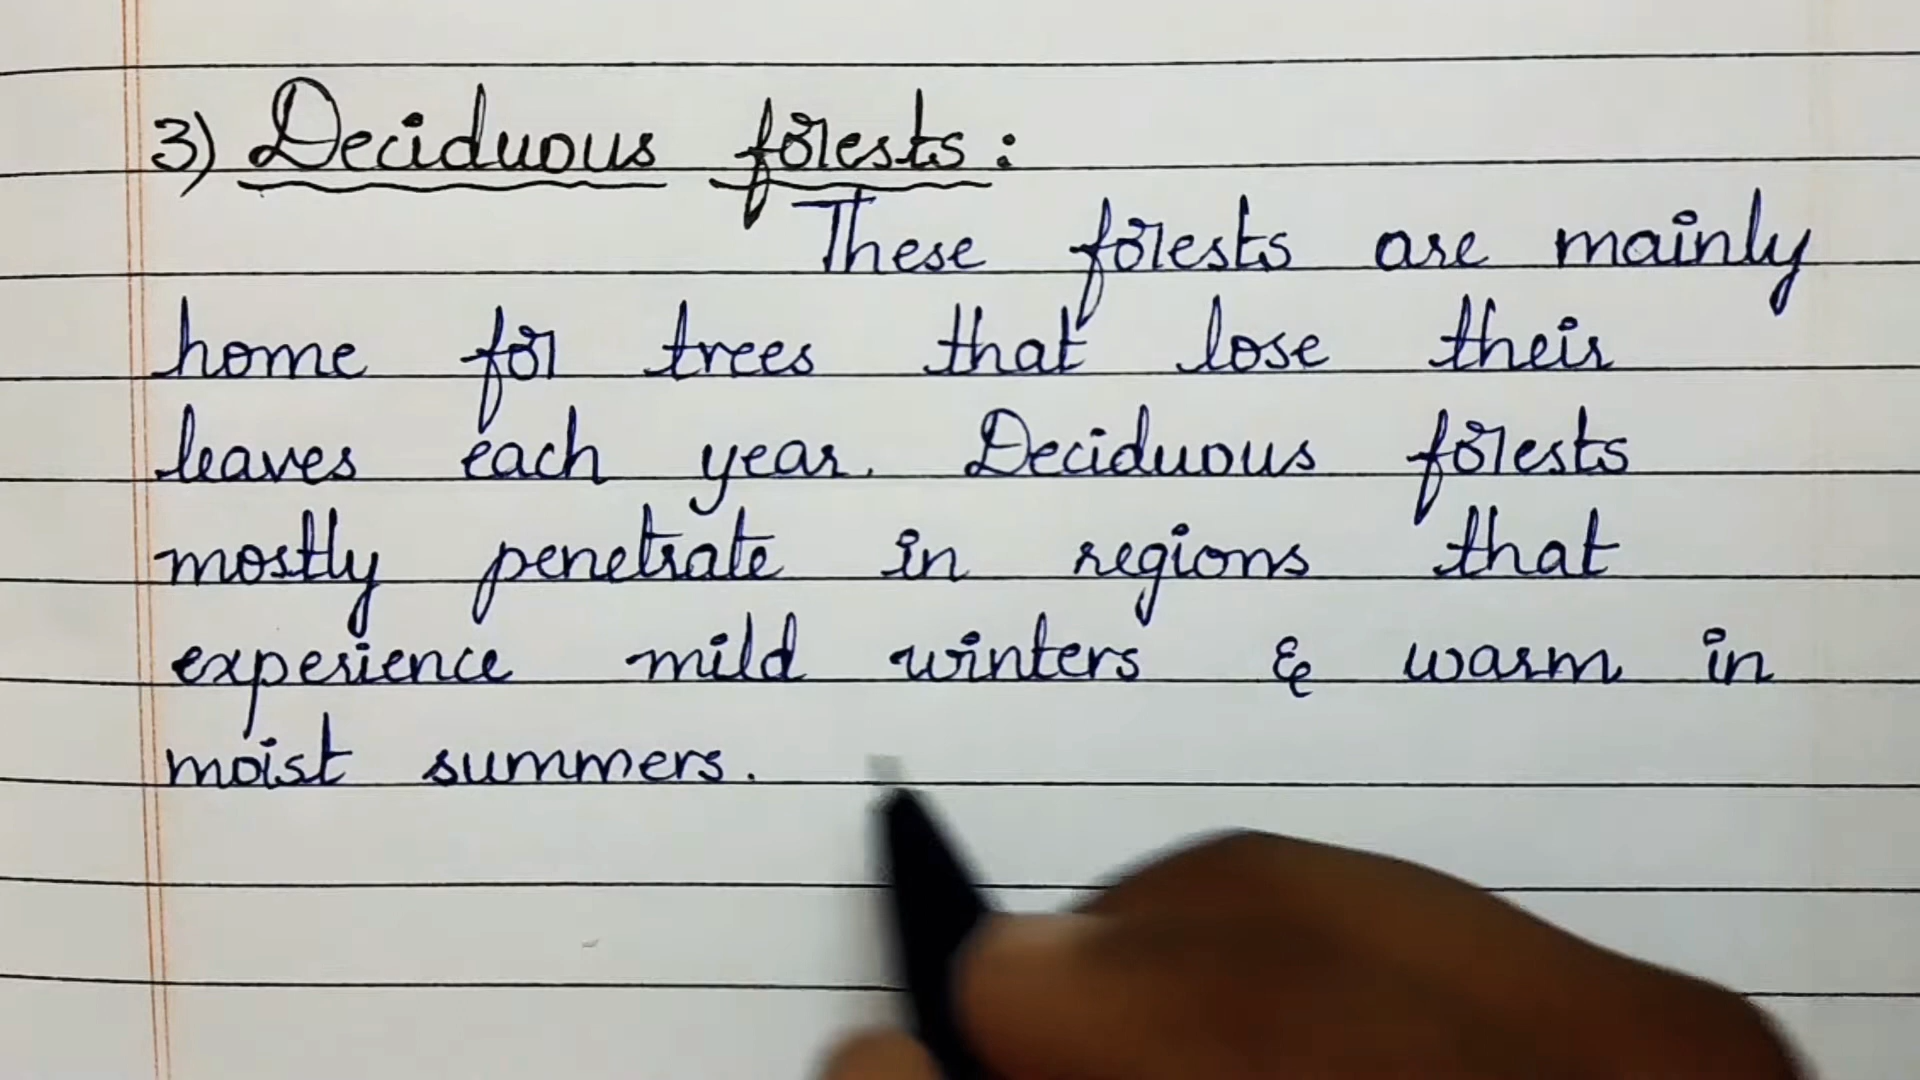 3) Deciduous forests:
These forests are mainly
home for trees that lose their
leaves each year. Deciduous forests
mostly penetrate in regions that
experience mild winters & warm in
moist summers.